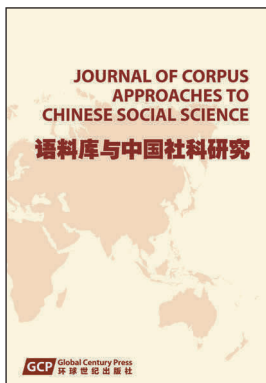 JOURNAL OF CORPUS
APPROACHES TO
CHINESE SOCIAL SCIENCE
语料库与中国社科研究
GCP Global Century Press
环球世纪出版社